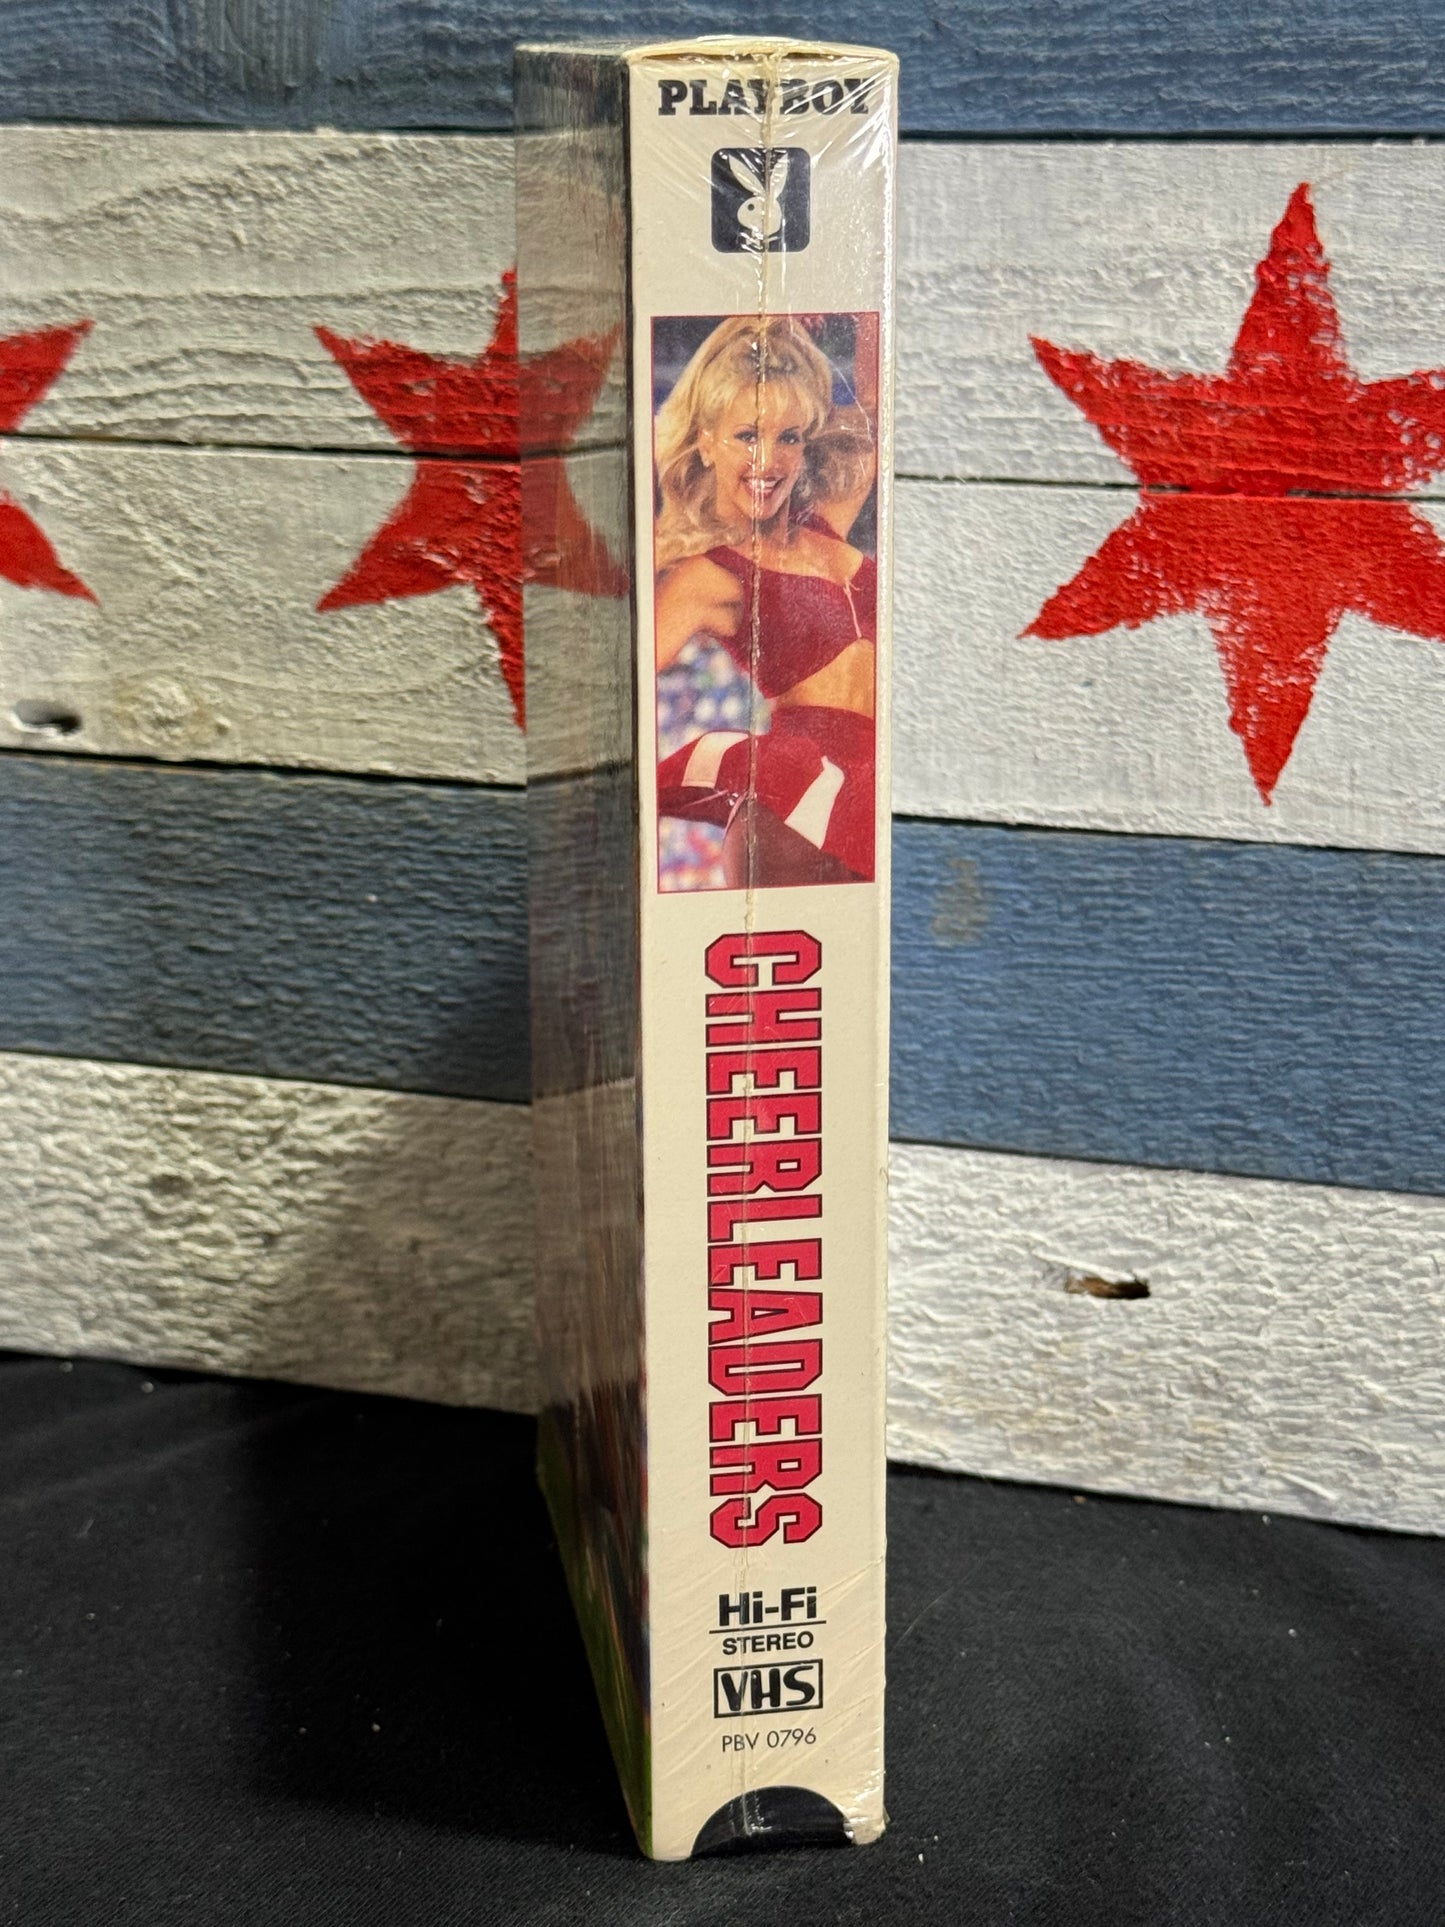 PLAYBOY
CHEERLEADERS
Hi-Fi
STEREO
VHS
PBV 0796